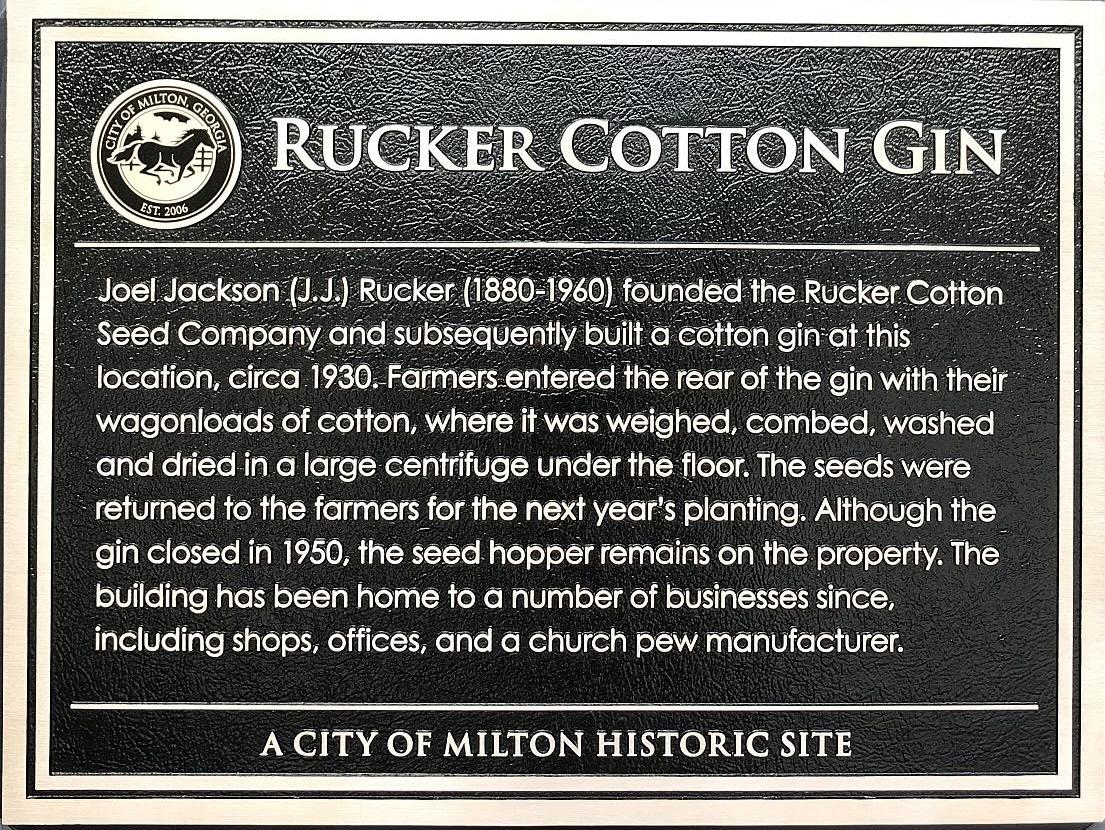 CITY OF MILTON, GEORGIA
EST. 2006
RUCKER COTTON GIN
Joel Jackson (J.J.) Rucker (1880-1960) founded the Rucker Cotton
Seed Company and subsequently built a cotton gin at this
location, circa 1930. Farmers entered the rear of the gin with their
wagonloads of cotton, where it was weighed, combed, washed
and dried in a large centrifuge under the floor. The seeds were
returned to the farmers for the next year's planting. Although the
gin closed in 1950, the seed hopper remains on the property. The
building has been home to a number of businesses since,
including shops, offices, and a church pew manufacturer.
A CITY OF MILTON HISTORIC SITE